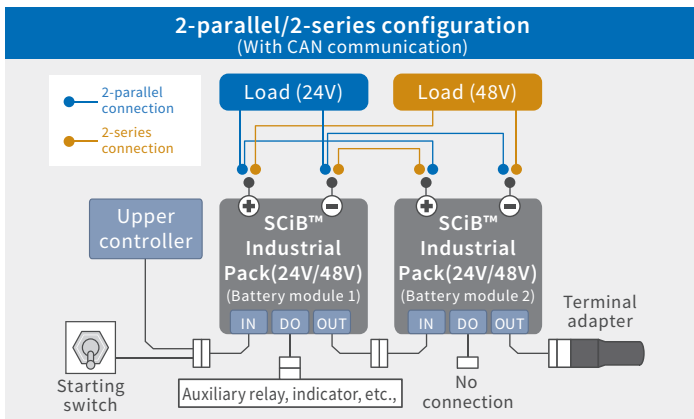 2-parallel/2-series configuration
(With CAN communication)
2-parallel
connection
2-series
connection
Load (24V)
Load (48V)
Upper
controller
+
−
SCiB™
Industrial
Pack(24V/48V)
(Battery module 1)
IN
DO
OUT
+
−
SCiB™
Industrial
Pack(24V/48V)
(Battery module 2)
IN
DO
OUT
Terminal
adapter
Starting
switch
Auxiliary relay, indicator, etc.,
No
connection